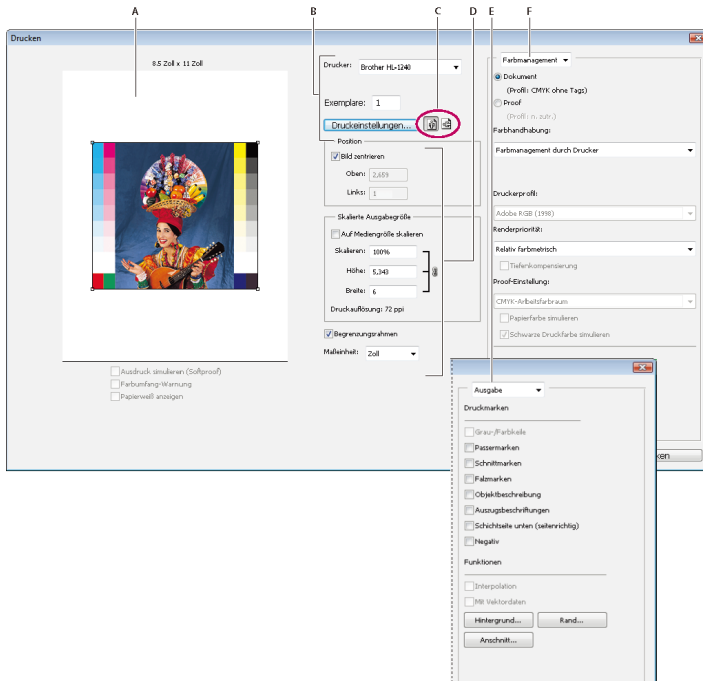 A B C D E F
Drucken
8.5 Zoll x 11 Zoll
Ausdruck simulieren (Softproof)
Farbumfang-Warnung
Papierweiß anzeigen
Drucker: Brother HL-1240
Exemplare: 1
Druckeinstellungen...
Position
Bild zentrieren
Oben: 2,659
Links: 1
Skalierte Ausgabegröße
Auf Mediengröße skalieren
Skalieren: 100%
Höhe: 5,343
Breite: 6
Druckauflösung: 72 ppi
Begrenzungsrahmen
Maßeinheit: Zoll
Farbmanagement
Dokument
(Profil: CMYK ohne Tags)
Proof
(Profil: n. zutr.)
Farbhandhabung:
Farbmanagement durch Drucker
Druckerprofil:
Adobe RGB (1998)
Renderpriorität:
Relativ farbmetrisch
Tiefenkompensierung
Proof-Einstellung:
CMYK-Arbeitsfarbraum
Papierfarbe simulieren
Schwarze Druckfarbe simulieren
ken
Ausgabe
Druckmarken
Grau-/Farbkeile
Passermarken
Schnittmarken
Falzmarken
Objektbeschreibung
Auszugsbeschriftungen
Schichtseite unten (seitenrichtig)
Negativ
Funktionen
Interpolation
Mit Vektordaten
Hintergrund... Rand...
Anschnitt...